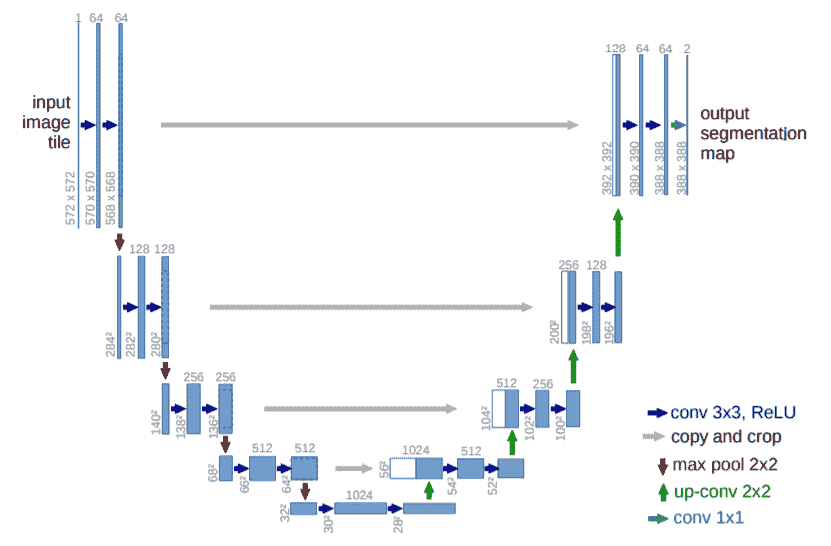 1 64 64
input
image
tile
572 x 572
570 x 570
568 x 568
128 64 64 2
output
segmentation
map
392 x 392
390 x 390
388 x 388
388 x 388
128 128
284²
282²
280²
256 128
200²
198²
196²
256 256
140²
138²
136²
512 256
104²
102²
100²
512 512
68²
66²
64²
1024 512
56²
54²
52²
1024
32²
30²
28²
conv 3x3, ReLU
copy and crop
max pool 2x2
up-conv 2x2
conv 1x1